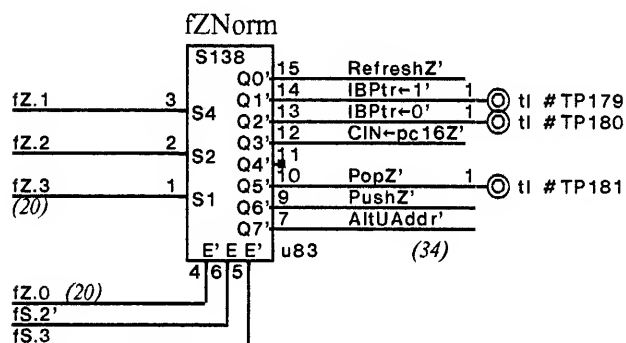 fZNorm
S138
Q0' 15 RefreshZ'
Q1' 14 IBPtr←1' 1 tl #TP179
fZ.1 3 S4 Q2' 13 IBPtr←0' 1 tl #TP180
Q3' 12 CIN←pc16Z'
fZ.2 2 S2 Q4' 11
Q5' 10 PopZ' 1 tl #TP181
fZ.3 1 S1 Q6' 9 PushZ'
(20) Q7' 7 AltUAddr'
E' E E' u83 (34)
4 6 5
fZ.0 (20)
fS.2'
fS.3